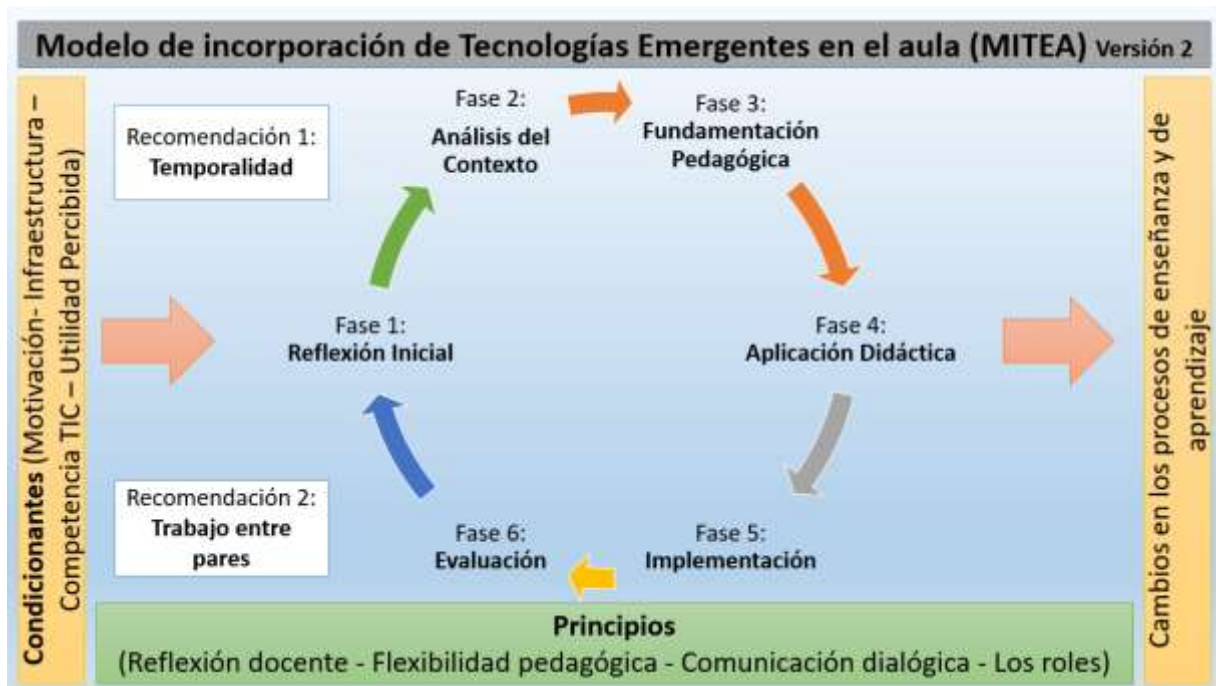 Modelo de incorporación de Tecnologías Emergentes en el aula (MITEA) Versión 2
Condicionantes (Motivación- Infraestructura –
Competencia TIC – Utilidad Percibida)
Recomendación 1:
Temporalidad
Fase 2:
Análisis del
Contexto
Fase 3:
Fundamentación
Pedagógica
Fase 1:
Reflexión Inicial
Fase 4:
Aplicación Didáctica
Recomendación 2:
Trabajo entre
pares
Fase 6:
Evaluación
Fase 5:
Implementación
Cambios en los procesos de enseñanza y de
aprendizaje
Principios
(Reflexión docente - Flexibilidad pedagógica - Comunicación dialógica - Los roles)